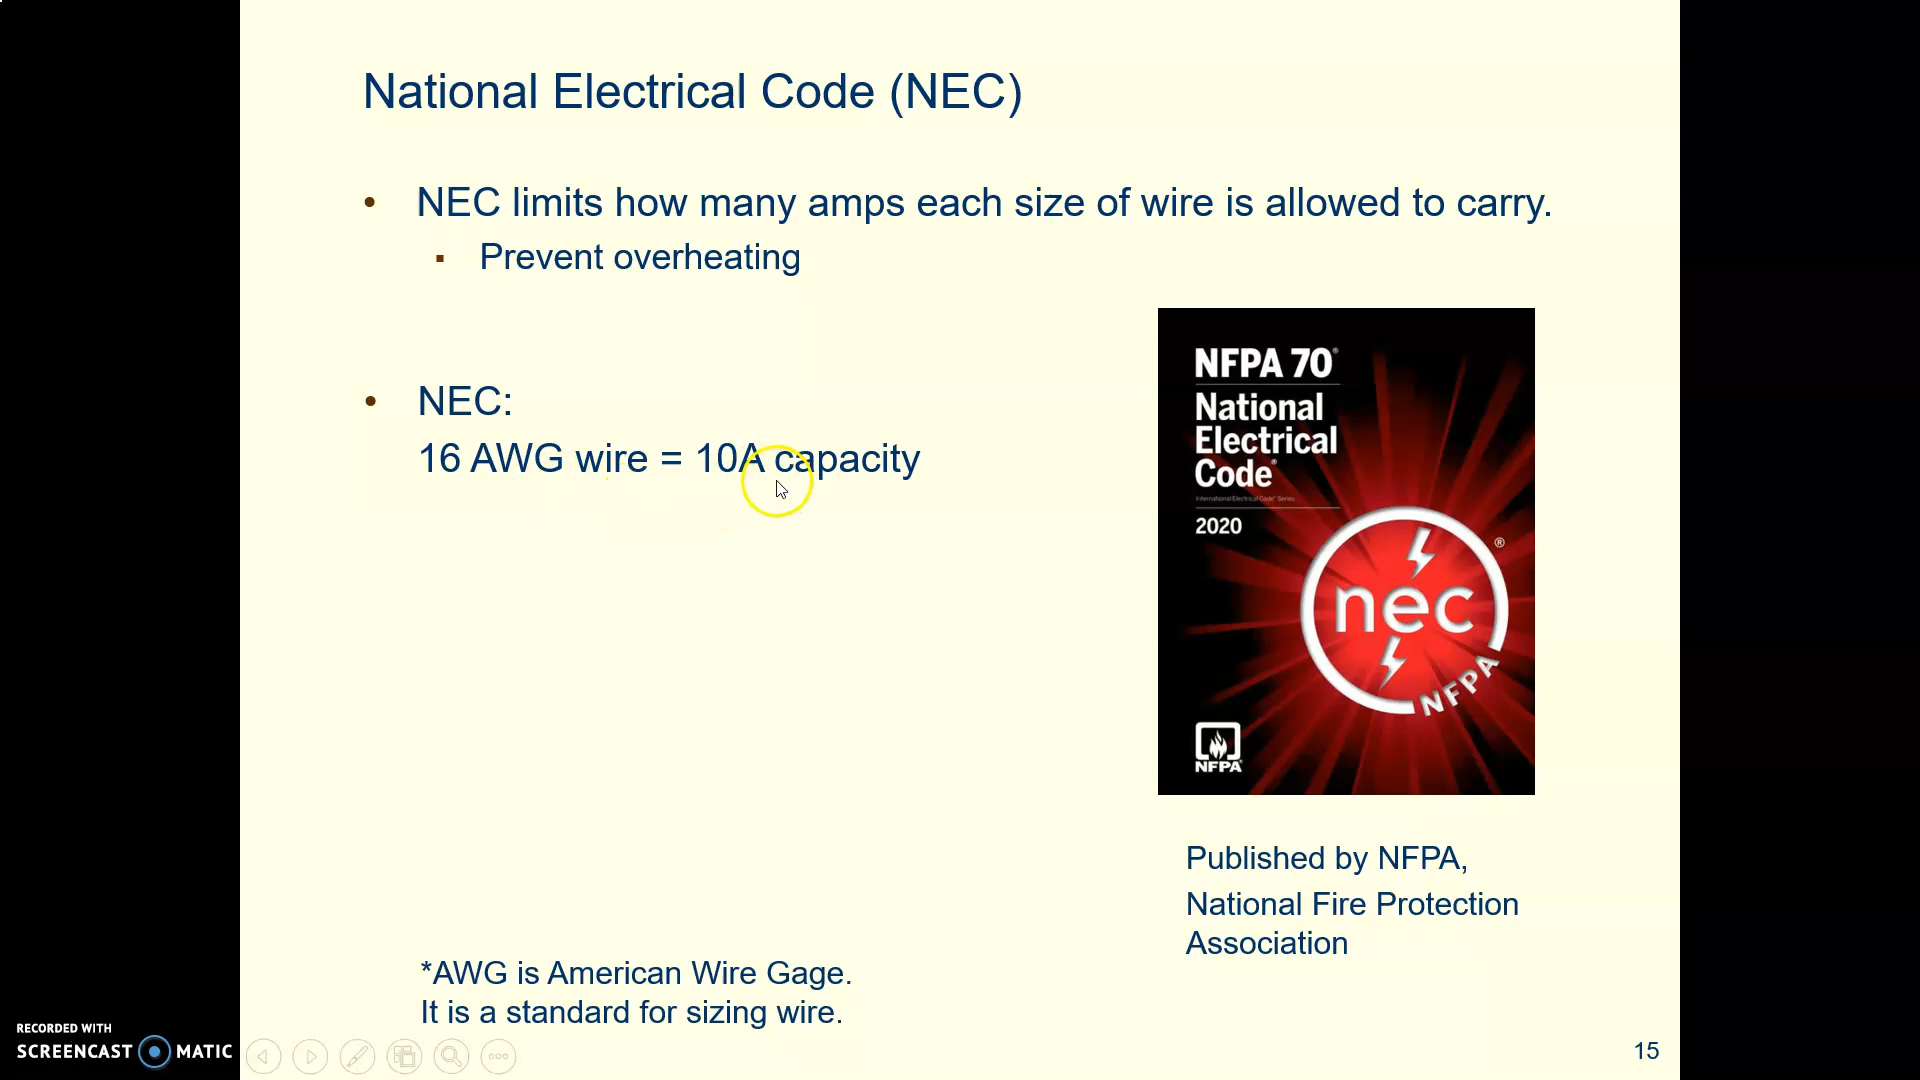 National Electrical Code (NEC)
• NEC limits how many amps each size of wire is allowed to carry.
▪ Prevent overheating
• NEC:
16 AWG wire = 10A capacity
NFPA 70®
National
Electrical
Code®
International Electrical Code® Series
2020
nec®
NFPA
NFPA
Published by NFPA,
National Fire Protection
Association
*AWG is American Wire Gage.
It is a standard for sizing wire.
RECORDED WITH
SCREENCAST MATIC
15